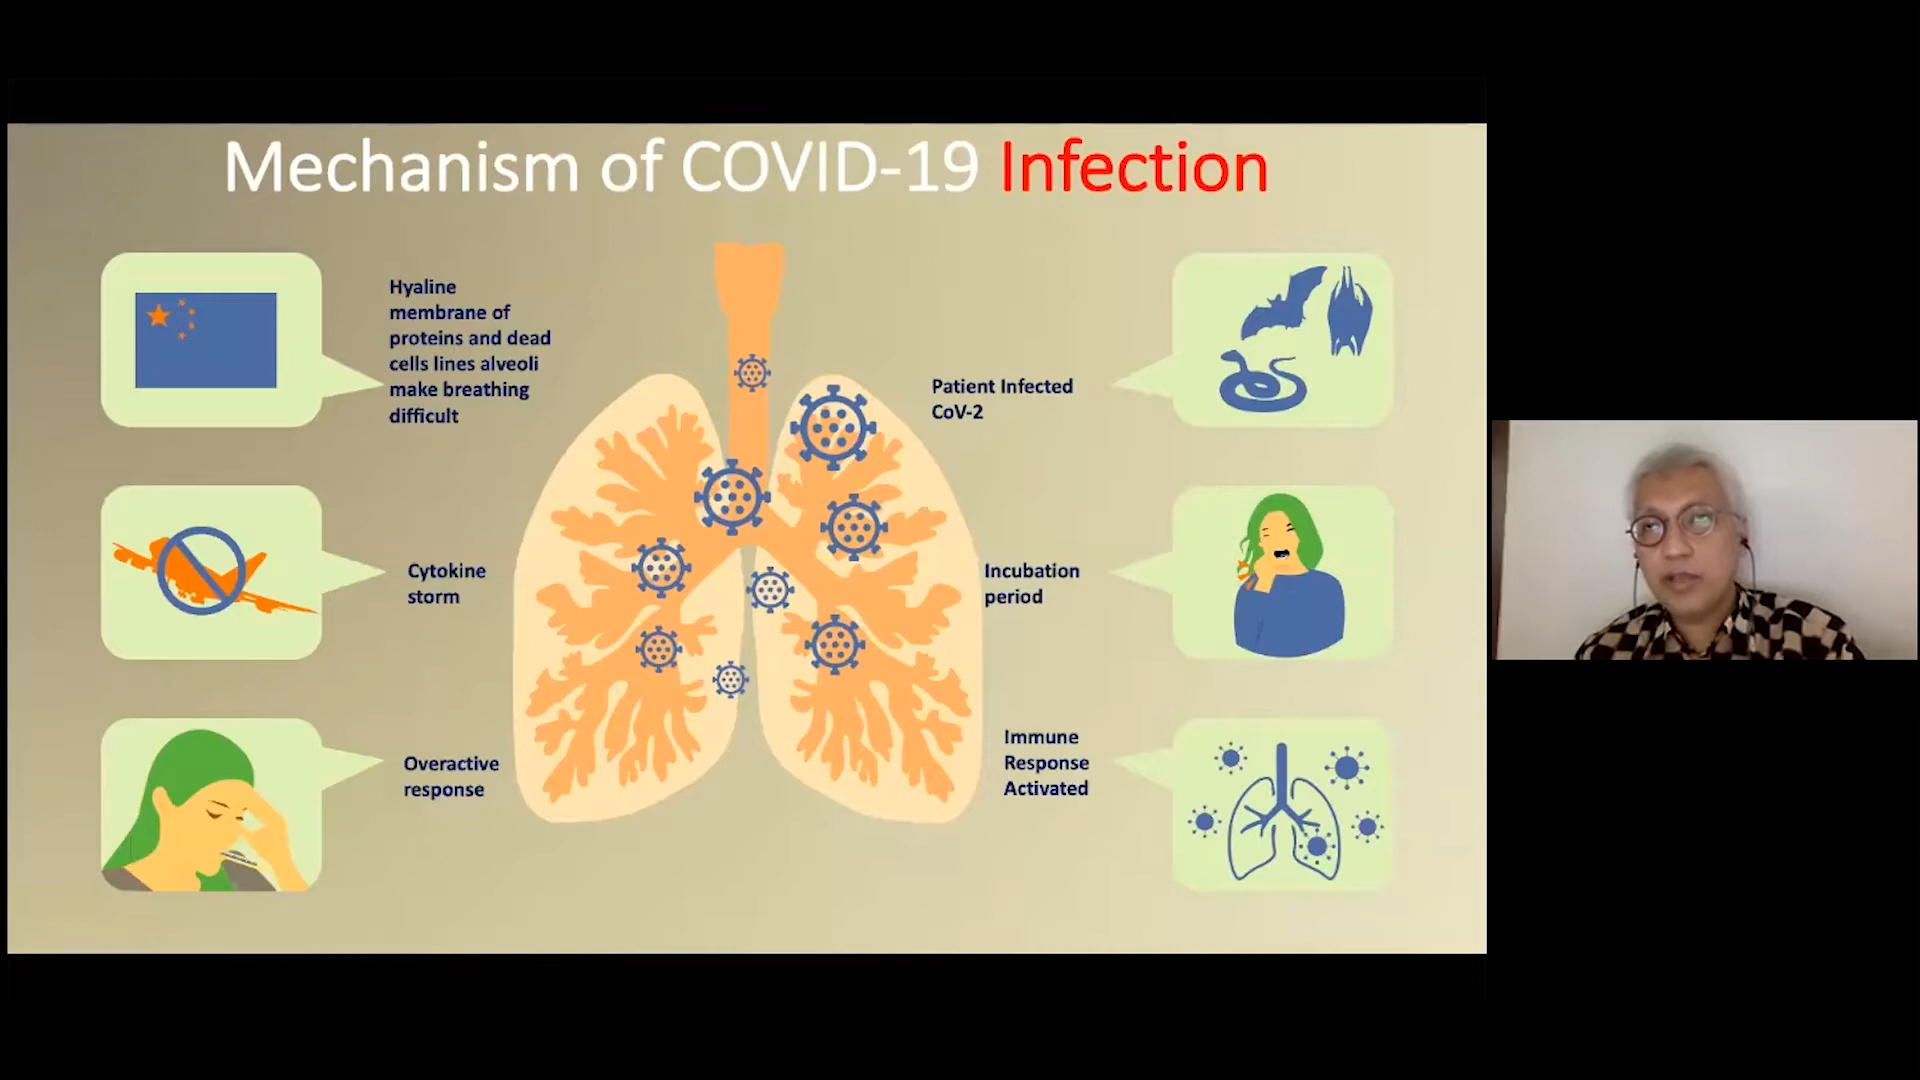 Mechanism of COVID-19 Infection
Hyaline
membrane of
proteins and dead
cells lines alveoli
make breathing
difficult
Cytokine
storm
Overactive
response
Patient Infected
CoV-2
Incubation
period
Immune
Response
Activated